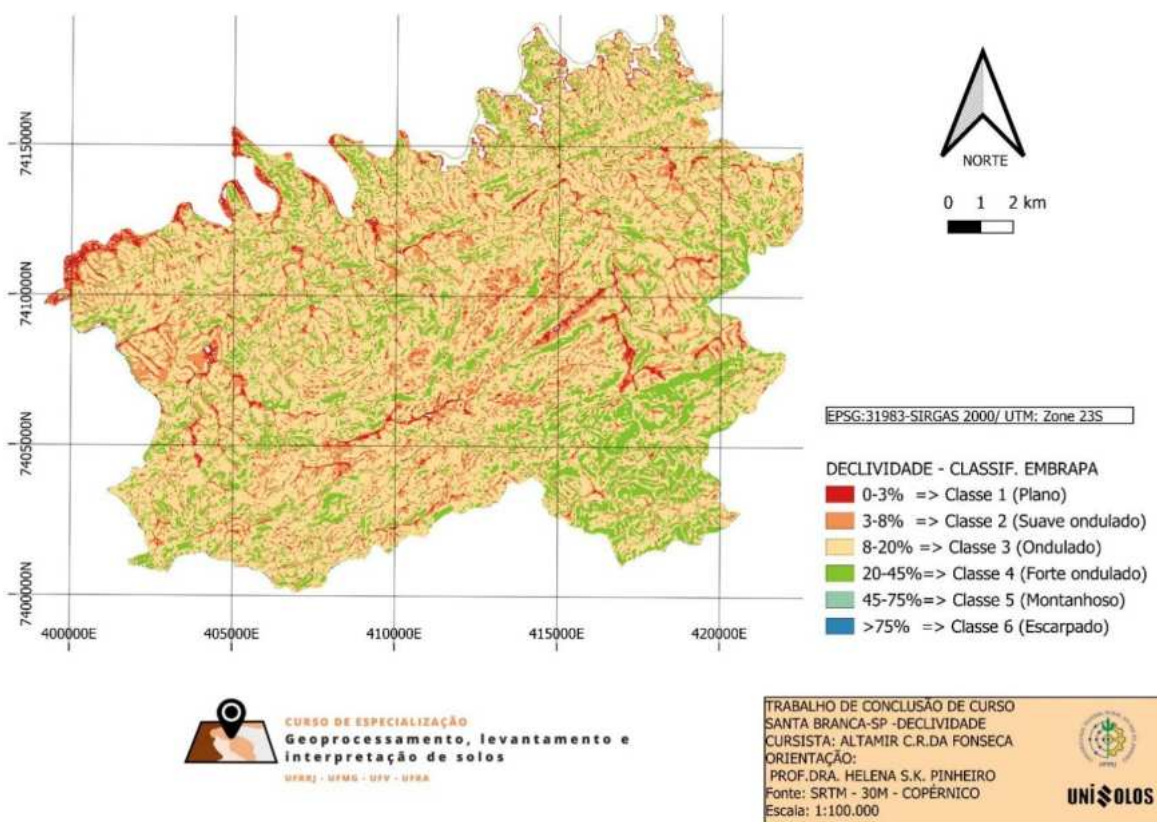 7415000N
7410000N
7405000N
7400000N
400000E
405000E
410000E
415000E
420000E
NORTE
0 1 2 km
EPSG:31983-SIRGAS 2000/ UTM: Zone 23S
DECLIVIDADE - CLASSIF. EMBRAPA
0-3% => Classe 1 (Plano)
3-8% => Classe 2 (Suave ondulado)
8-20% => Classe 3 (Ondulado)
20-45%=> Classe 4 (Forte ondulado)
45-75%=> Classe 5 (Montanhoso)
>75% => Classe 6 (Escarpado)
CURSO DE ESPECIALIZAÇÃO
Geoprocessamento, levantamento e
interpretação de solos
UFRRJ - UFMG - UFV - UFRA
TRABALHO DE CONCLUSÃO DE CURSO
SANTA BRANCA-SP -DECLIVIDADE
CURSISTA: ALTAMIR C.R.DA FONSECA
ORIENTAÇÃO:
PROF.DRA. HELENA S.K. PINHEIRO
Fonte: SRTM - 30M - COPÉRNICO
Escala: 1:100.000
UFRRJ
UNISOLOS